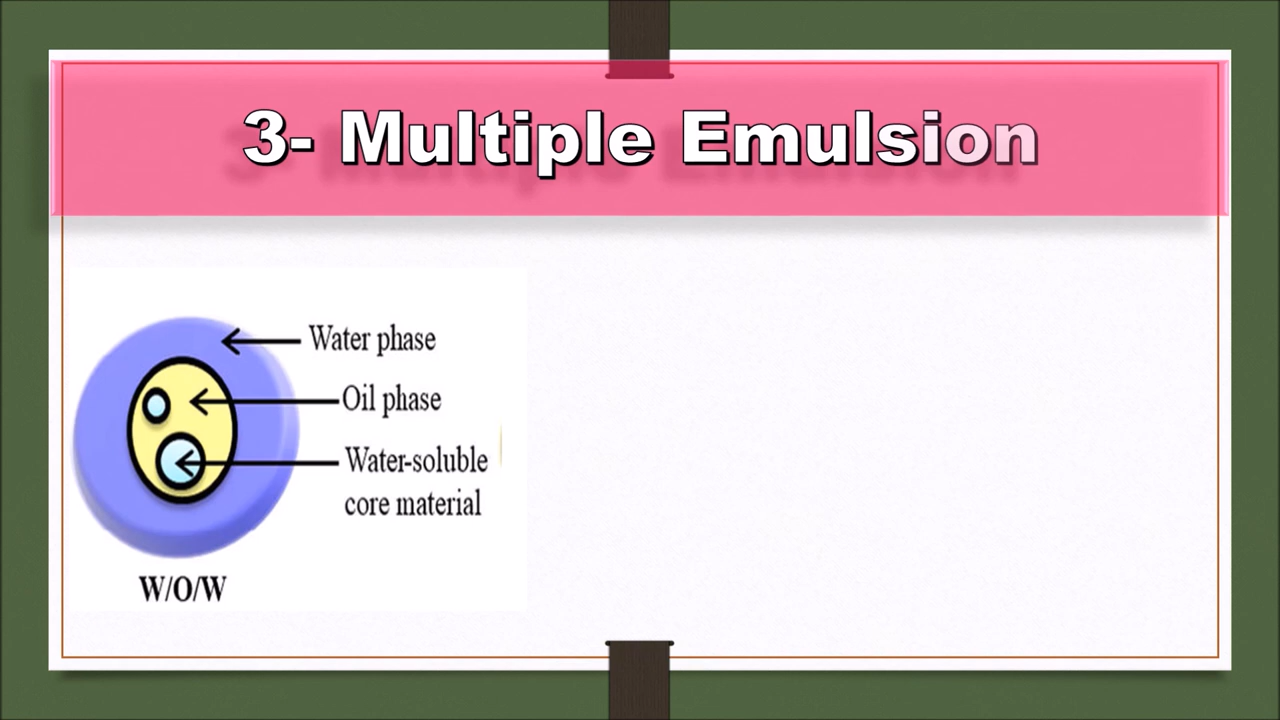 3- Multiple Emulsion
Water phase
Oil phase
Water-soluble
core material
W/O/W